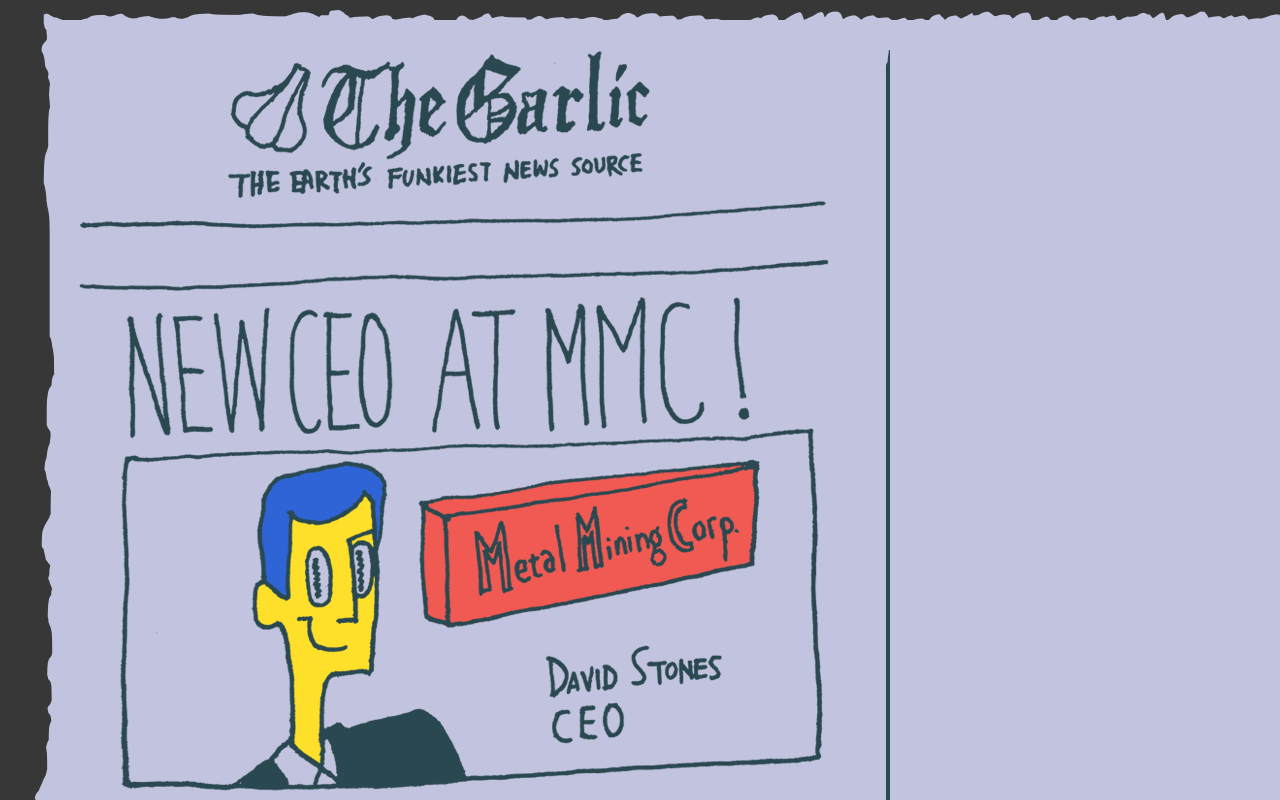 The Garlic
THE EARTH'S FUNKIEST NEWS SOURCE
NEW CEO AT MMC!
Metal Mining Corp.
DAVID STONES
CEO